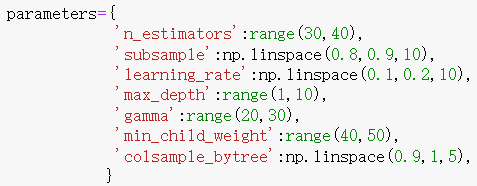 parameters={
'n_estimators':range(30,40),
'subsample':np.linspace(0.8,0.9,10),
'learning_rate':np.linspace(0.1,0.2,10),
'max_depth':range(1,10),
'gamma':range(20,30),
'min_child_weight':range(40,50),
'colsample_bytree':np.linspace(0.9,1,5),
}